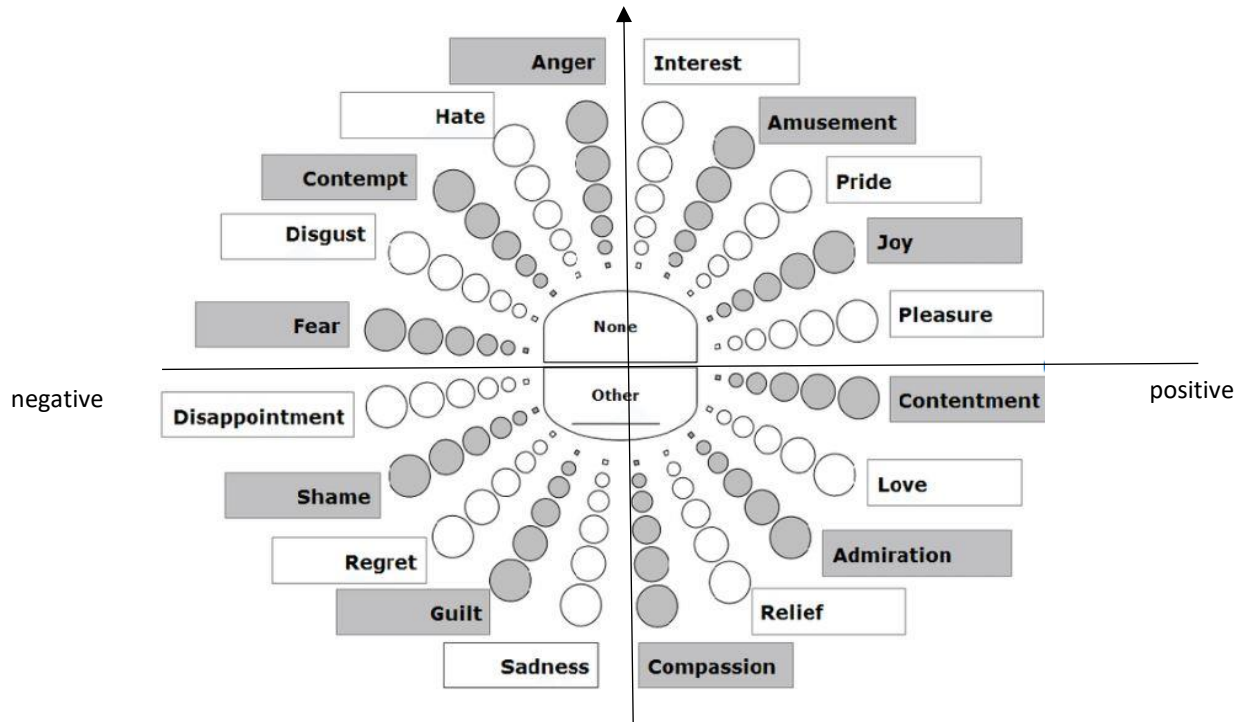 Anger
Interest
Hate
Amusement
Contempt
Pride
Disgust
Joy
Fear
None
Pleasure
negative
Disappointment
Other
Contentment
positive
Shame
Love
Regret
Admiration
Guilt
Relief
Sadness
Compassion